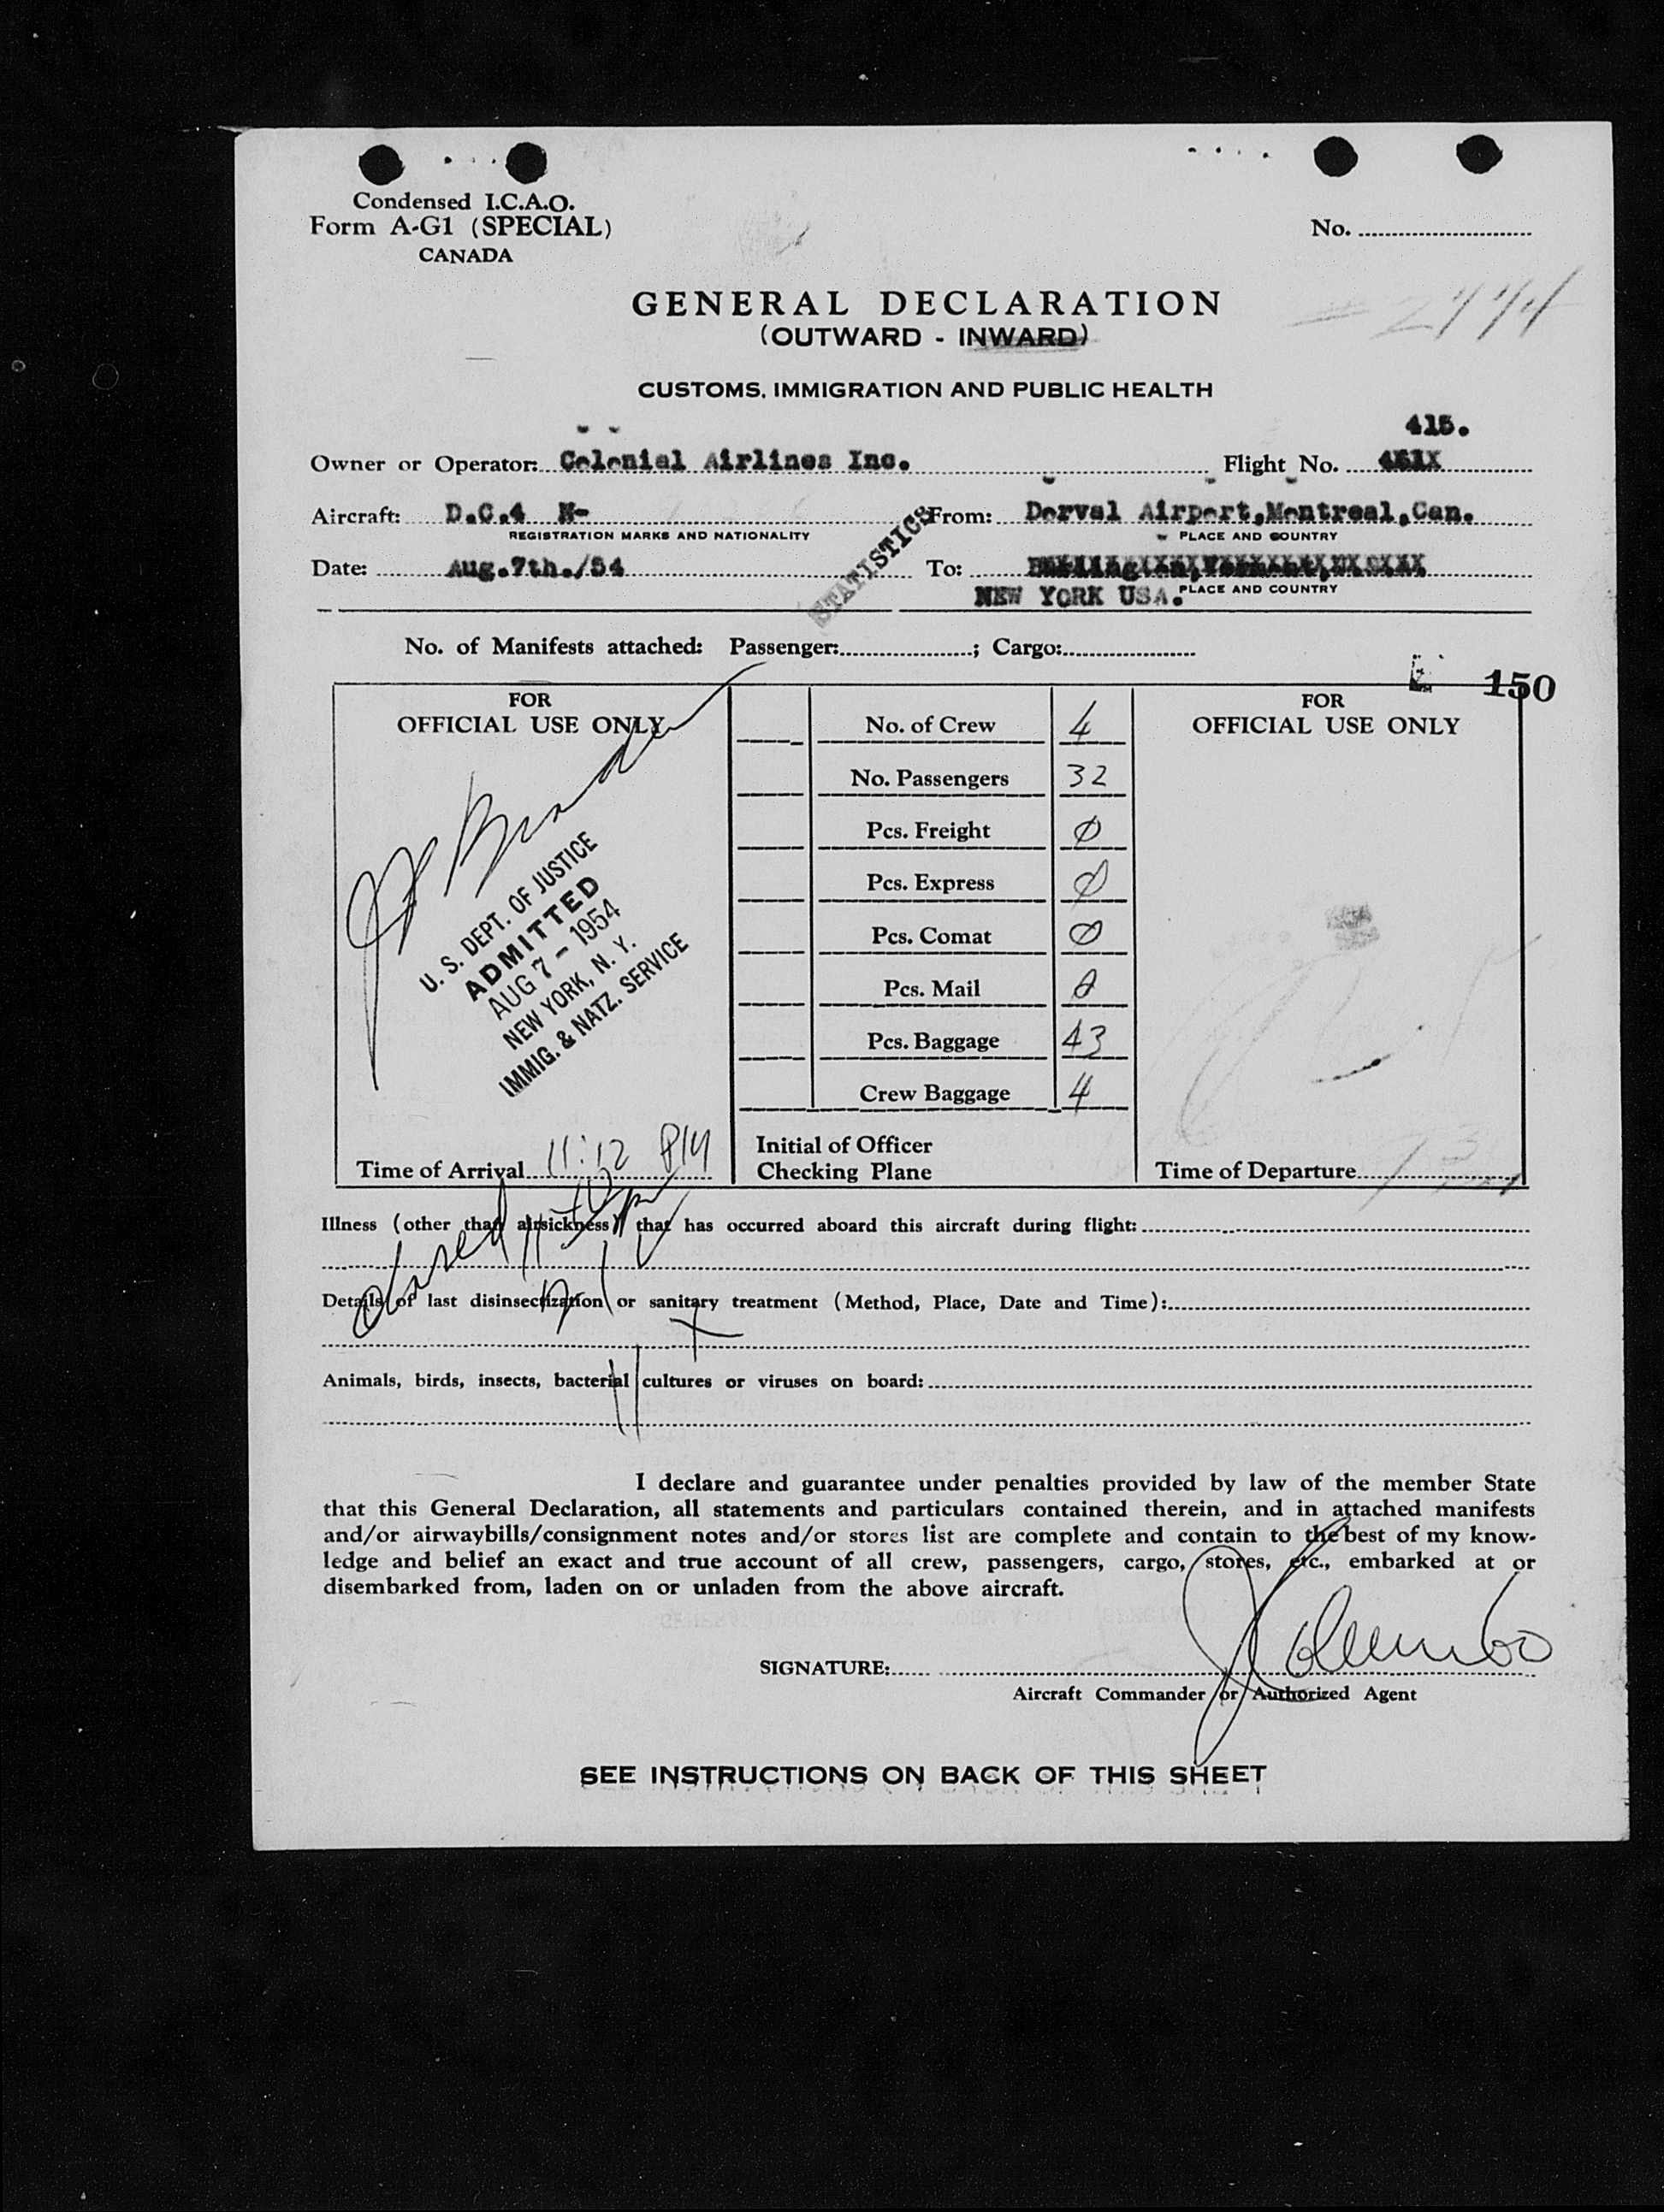 Condensed I.C.A.O.
Form A-G1 (SPECIAL)
CANADA
No.
GENERAL DECLARATION
(OUTWARD - INWARD)
CUSTOMS, IMMIGRATION AND PUBLIC HEALTH
415.
Owner or Operator: Colonial Airlines Inc. Flight No. 451X
Aircraft: D.C.4 N- From: Dorval Airport,Montreal,Can.
REGISTRATION MARKS AND NATIONALITY PLACE AND COUNTRY
STATISTICS
Date: Aug.7th./54 To:
NEW YORK USA. PLACE AND COUNTRY
No. of Manifests attached: Passenger: ; Cargo:
150
FOR
OFFICIAL USE ONLY
U. S. DEPT. OF JUSTICE
ADMITTED
AUG 7 - 1954
NEW YORK, N. Y.
IMMIG. & NATZ. SERVICE
Time of Arrival 11:12 PM
No. of Crew 4
No. Passengers 32
Pcs. Freight 0
Pcs. Express 0
Pcs. Comat 0
Pcs. Mail 0
Pcs. Baggage 43
Crew Baggage 4
Initial of Officer
Checking Plane
FOR
OFFICIAL USE ONLY
Time of Departure
Illness (other than airsickness) that has occurred aboard this aircraft during flight:
Details of last disinsectization or sanitary treatment (Method, Place, Date and Time):
Animals, birds, insects, bacterial cultures or viruses on board:
I declare and guarantee under penalties provided by law of the member State
that this General Declaration, all statements and particulars contained therein, and in attached manifests
and/or airwaybills/consignment notes and/or stores list are complete and contain to the best of my know-
ledge and belief an exact and true account of all crew, passengers, cargo, stores, etc., embarked at or
disembarked from, laden on or unladen from the above aircraft.
SIGNATURE:
Aircraft Commander or Authorized Agent
SEE INSTRUCTIONS ON BACK OF THIS SHEET